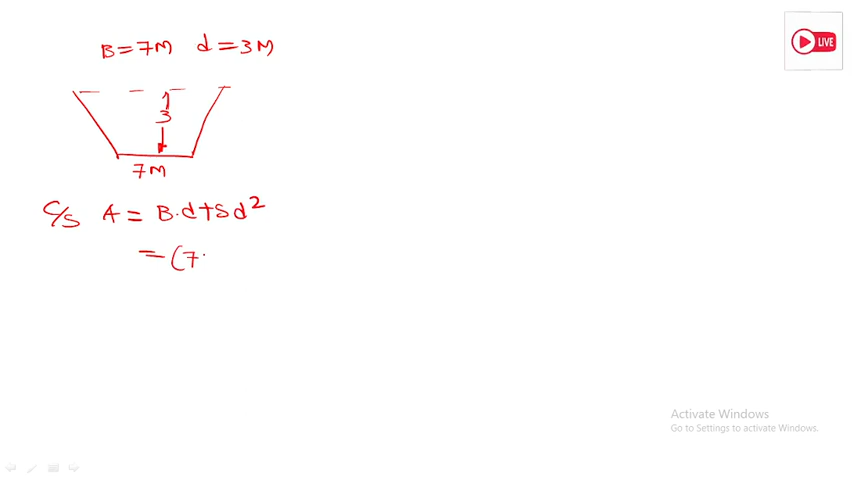 B=7M d=3M
LIVE
3
7M
C/S A = B.d+Sd²
= (7.
Activate Windows
Go to Settings to activate Windows.